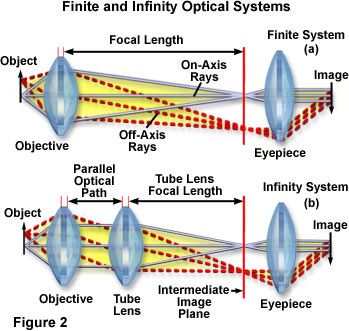 Finite and Infinity Optical Systems
Focal Length
Finite System
(a)
Object
On-Axis
Rays
Image
Off-Axis
Rays
Objective
Eyepiece
Parallel
Optical
Path
Tube Lens
Focal Length
Infinity System
(b)
Object
Image
Objective
Tube
Lens
Intermediate
Image
Plane
Eyepiece
Figure 2